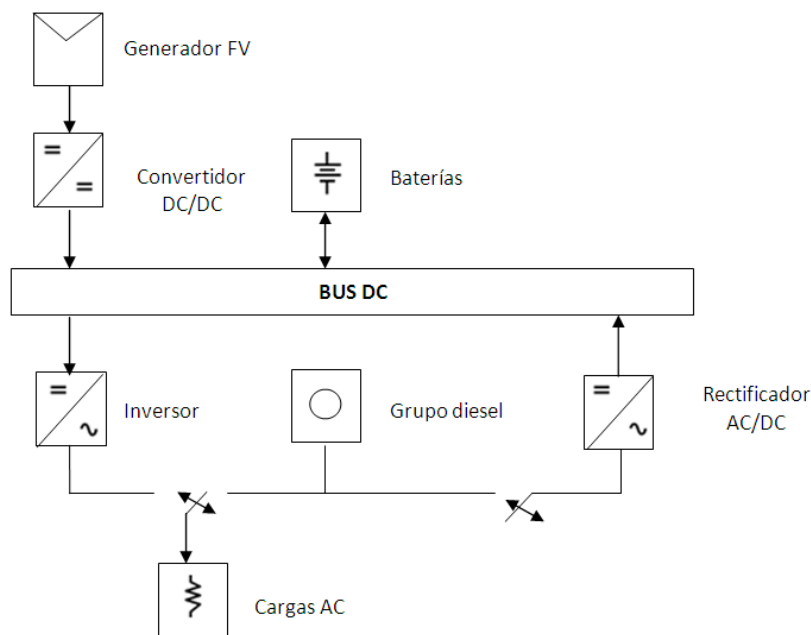 Generador FV
Convertidor
DC/DC
Baterías
BUS DC
Inversor
Grupo diesel
Rectificador
AC/DC
Cargas AC